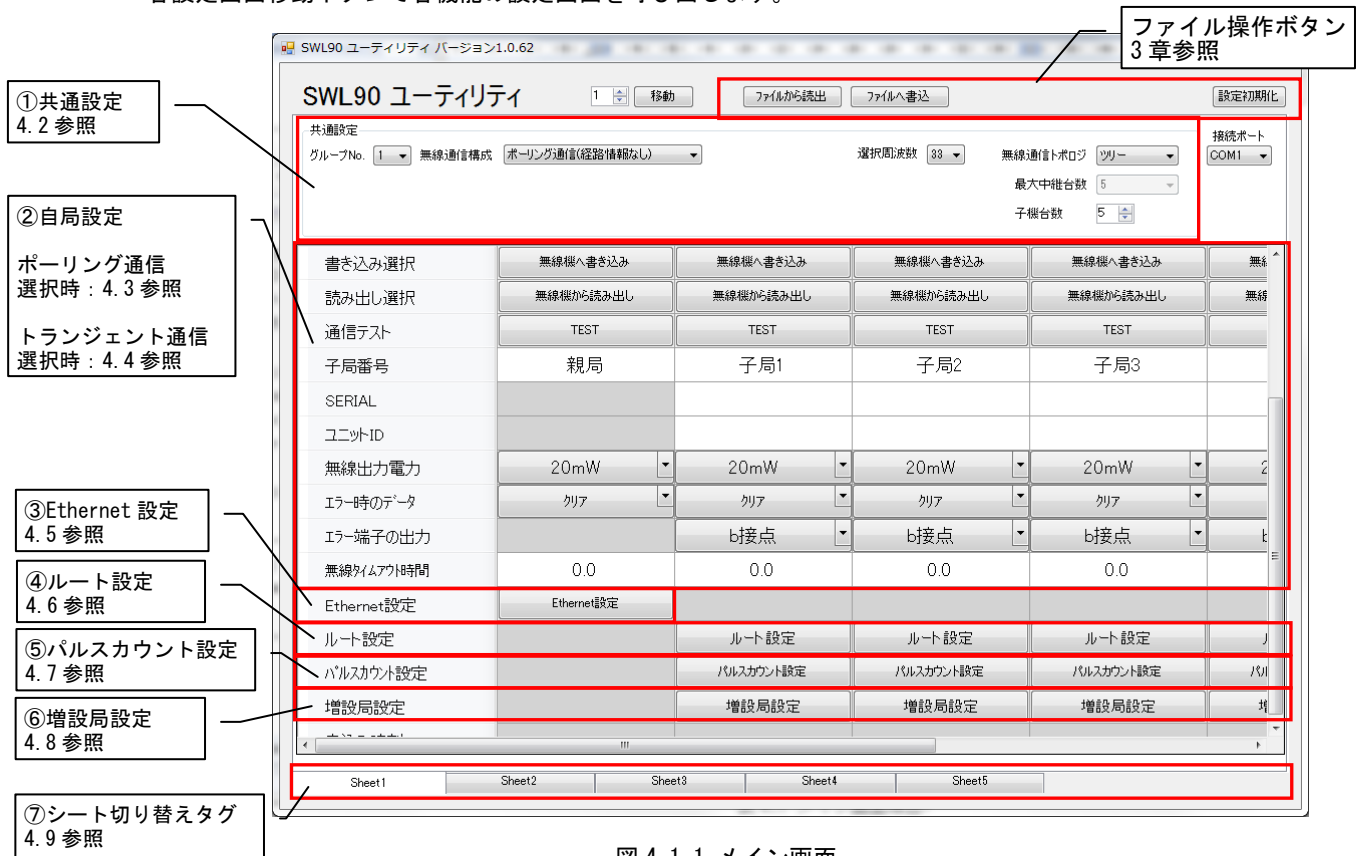 各設定画面移動ボタンで各機能の設定画面を呼び出します。
ファイル操作ボタン
3 章参照
SWL90 ユーティリティ バージョン1.0.62
SWL90 ユーティリティ 1 移動 ファイルから読出 ファイルへ書込 設定初期化
①共通設定
4.2 参照
共通設定
グループNo. 1 無線通信構成 ポーリング通信(経路情報なし) 選択周波数 33 無線通信トポロジ ツリー
最大中継台数 5
子機台数 5
接続ポート
COM1
②自局設定
ポーリング通信
選択時：4.3 参照
トランジェント通信
選択時：4.4 参照
書き込み選択 無線機へ書き込み 無線機へ書き込み 無線機へ書き込み 無線機へ書き込み
読み出し選択 無線機から読み出し 無線機から読み出し 無線機から読み出し 無線機から読み出し
通信テスト TEST TEST TEST TEST
子局番号 親局 子局1 子局2 子局3
SERIAL
ユニットID
無線出力電力 20mW 20mW 20mW 20mW
エラー時のデータ クリア クリア クリア クリア
エラー端子の出力 b接点 b接点 b接点
無線タイムアウト時間 0.0 0.0 0.0 0.0
Ethernet設定 Ethernet設定
ルート設定 ルート設定 ルート設定 ルート設定
パルスカウント設定 パルスカウント設定 パルスカウント設定 パルスカウント設定
増設局設定 増設局設定 増設局設定 増設局設定
Sheet1 Sheet2 Sheet3 Sheet4 Sheet5
③Ethernet 設定
4.5 参照
④ルート設定
4.6 参照
⑤パルスカウント設定
4.7 参照
⑥増設局設定
4.8 参照
⑦シート切り替えタグ
4.9 参照
図 4.1.1 メイン画面